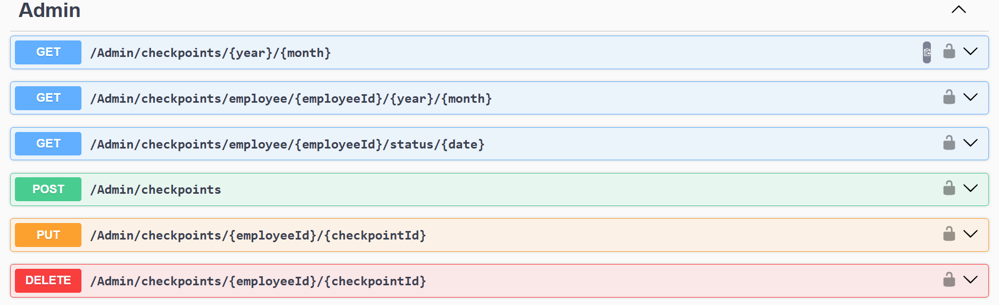 Admin
GET /Admin/checkpoints/{year}/{month}
GET /Admin/checkpoints/employee/{employeeId}/{year}/{month}
GET /Admin/checkpoints/employee/{employeeId}/status/{date}
POST /Admin/checkpoints
PUT /Admin/checkpoints/{employeeId}/{checkpointId}
DELETE /Admin/checkpoints/{employeeId}/{checkpointId}